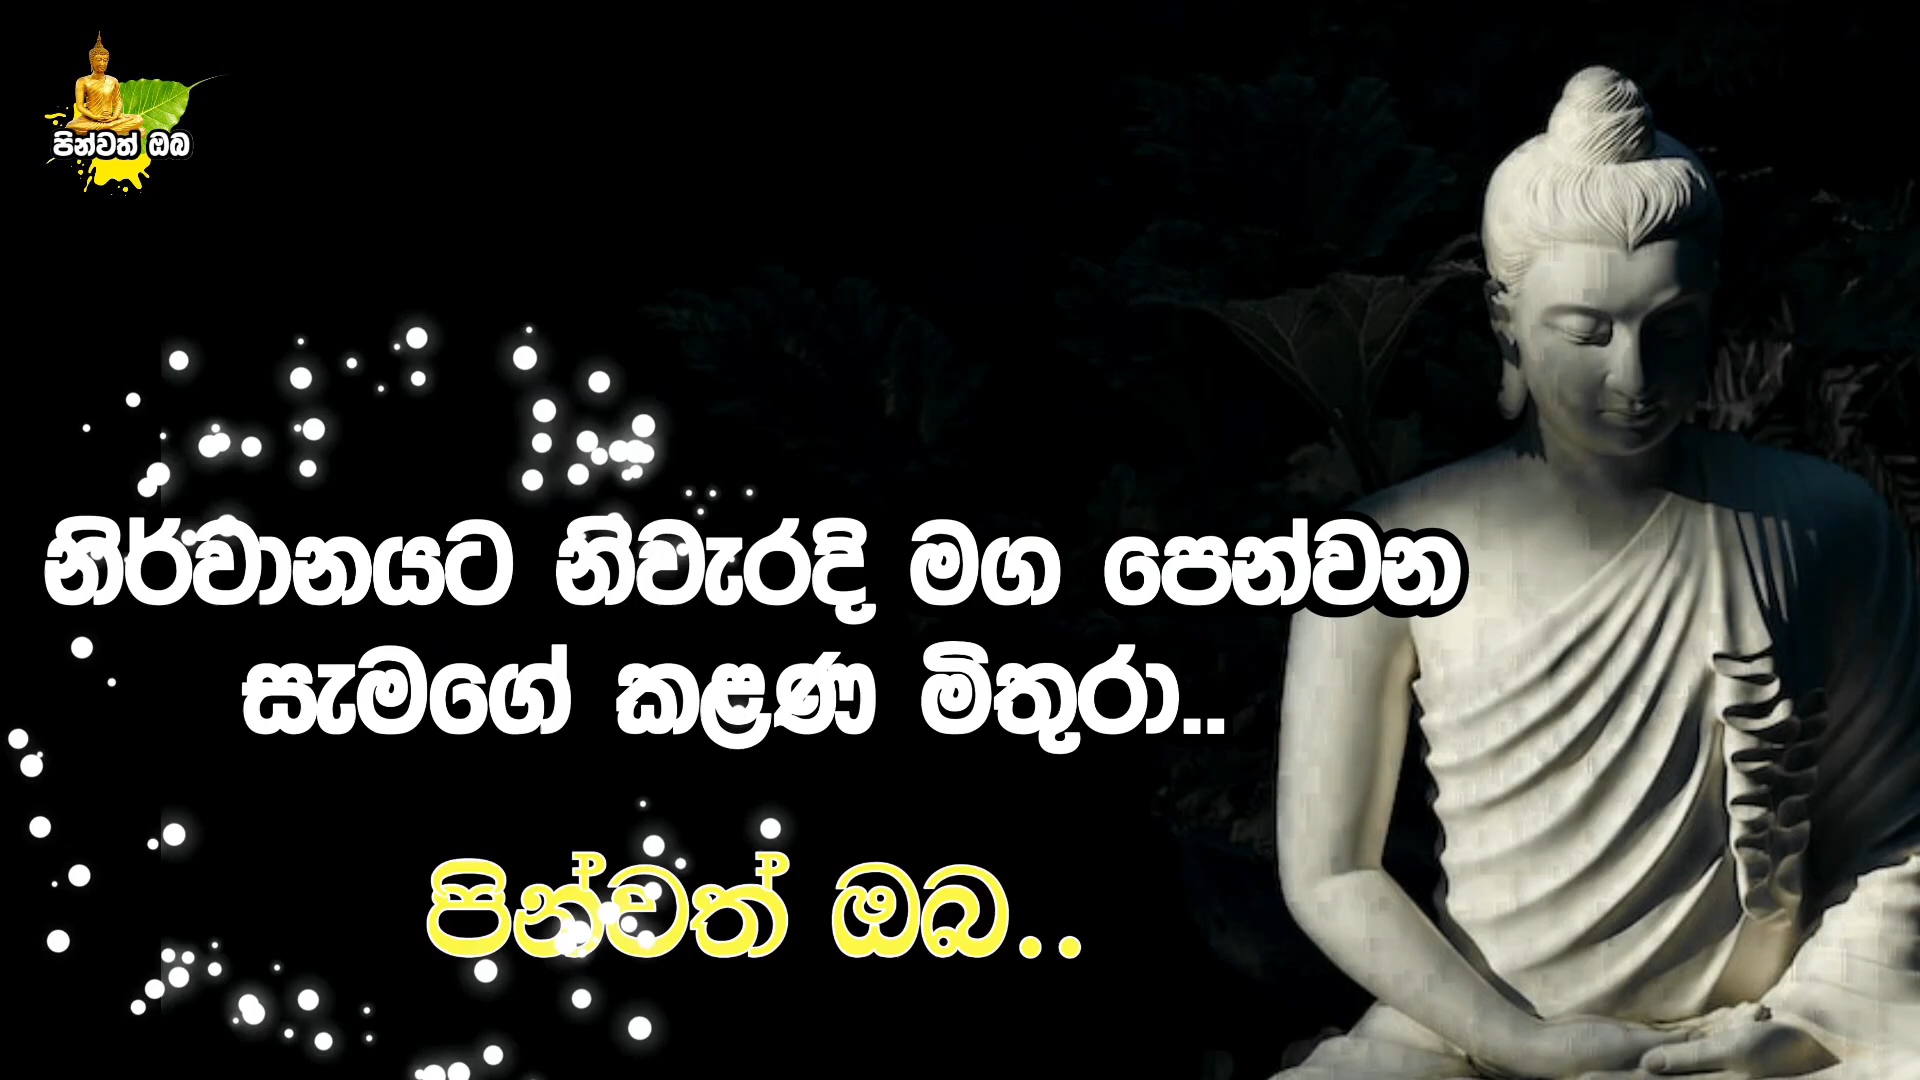 පින්වත් ඔබ
නිර්වානයට නිවැරදි මග පෙන්වන
සැමගේ කළණ මිතුරා..
පින්වත් ඔබ..